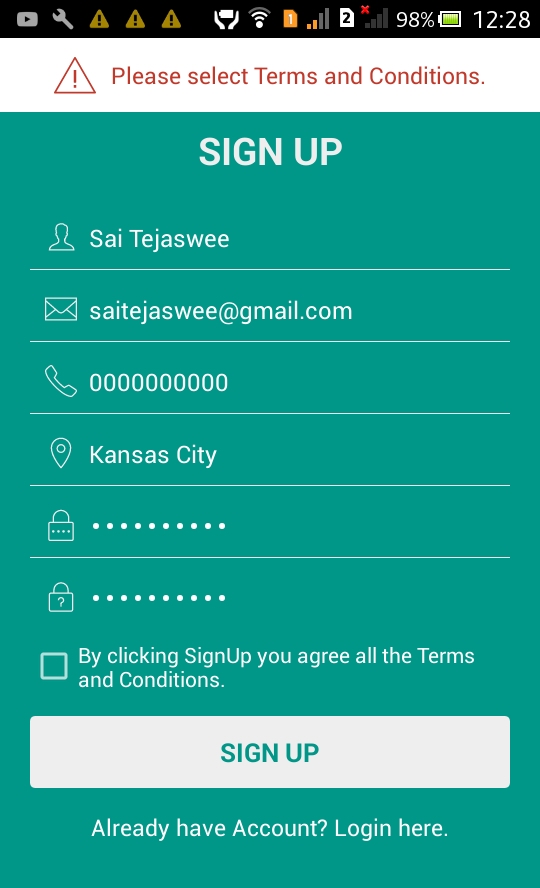 1 2 98% 12:28
Please select Terms and Conditions.
SIGN UP
Sai Tejaswee
saitejaswee@gmail.com
0000000000
Kansas City
••••••••••
?
••••••••••
By clicking SignUp you agree all the Terms
and Conditions.
SIGN UP
Already have Account? Login here.